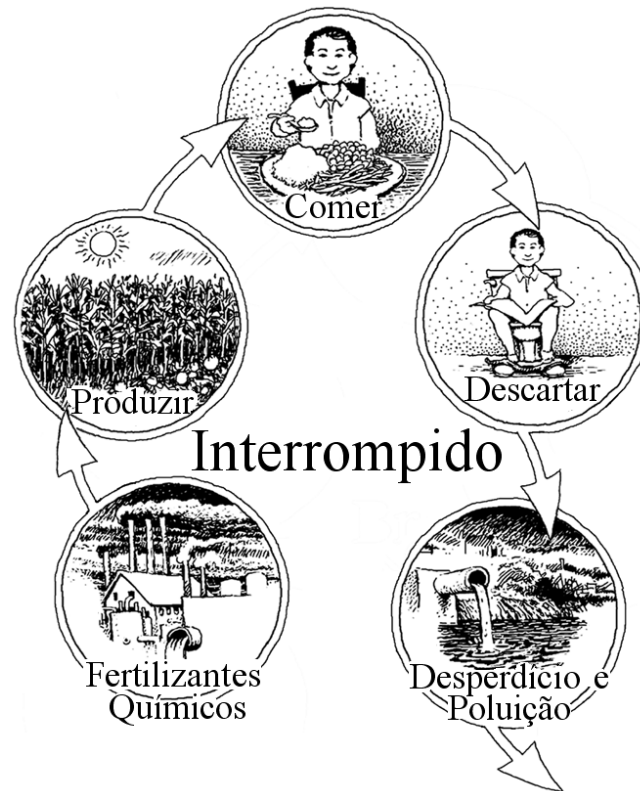 Comer
Produzir
Descartar
Interrompido
Fertilizantes
Químicos
Desperdício e
Poluição